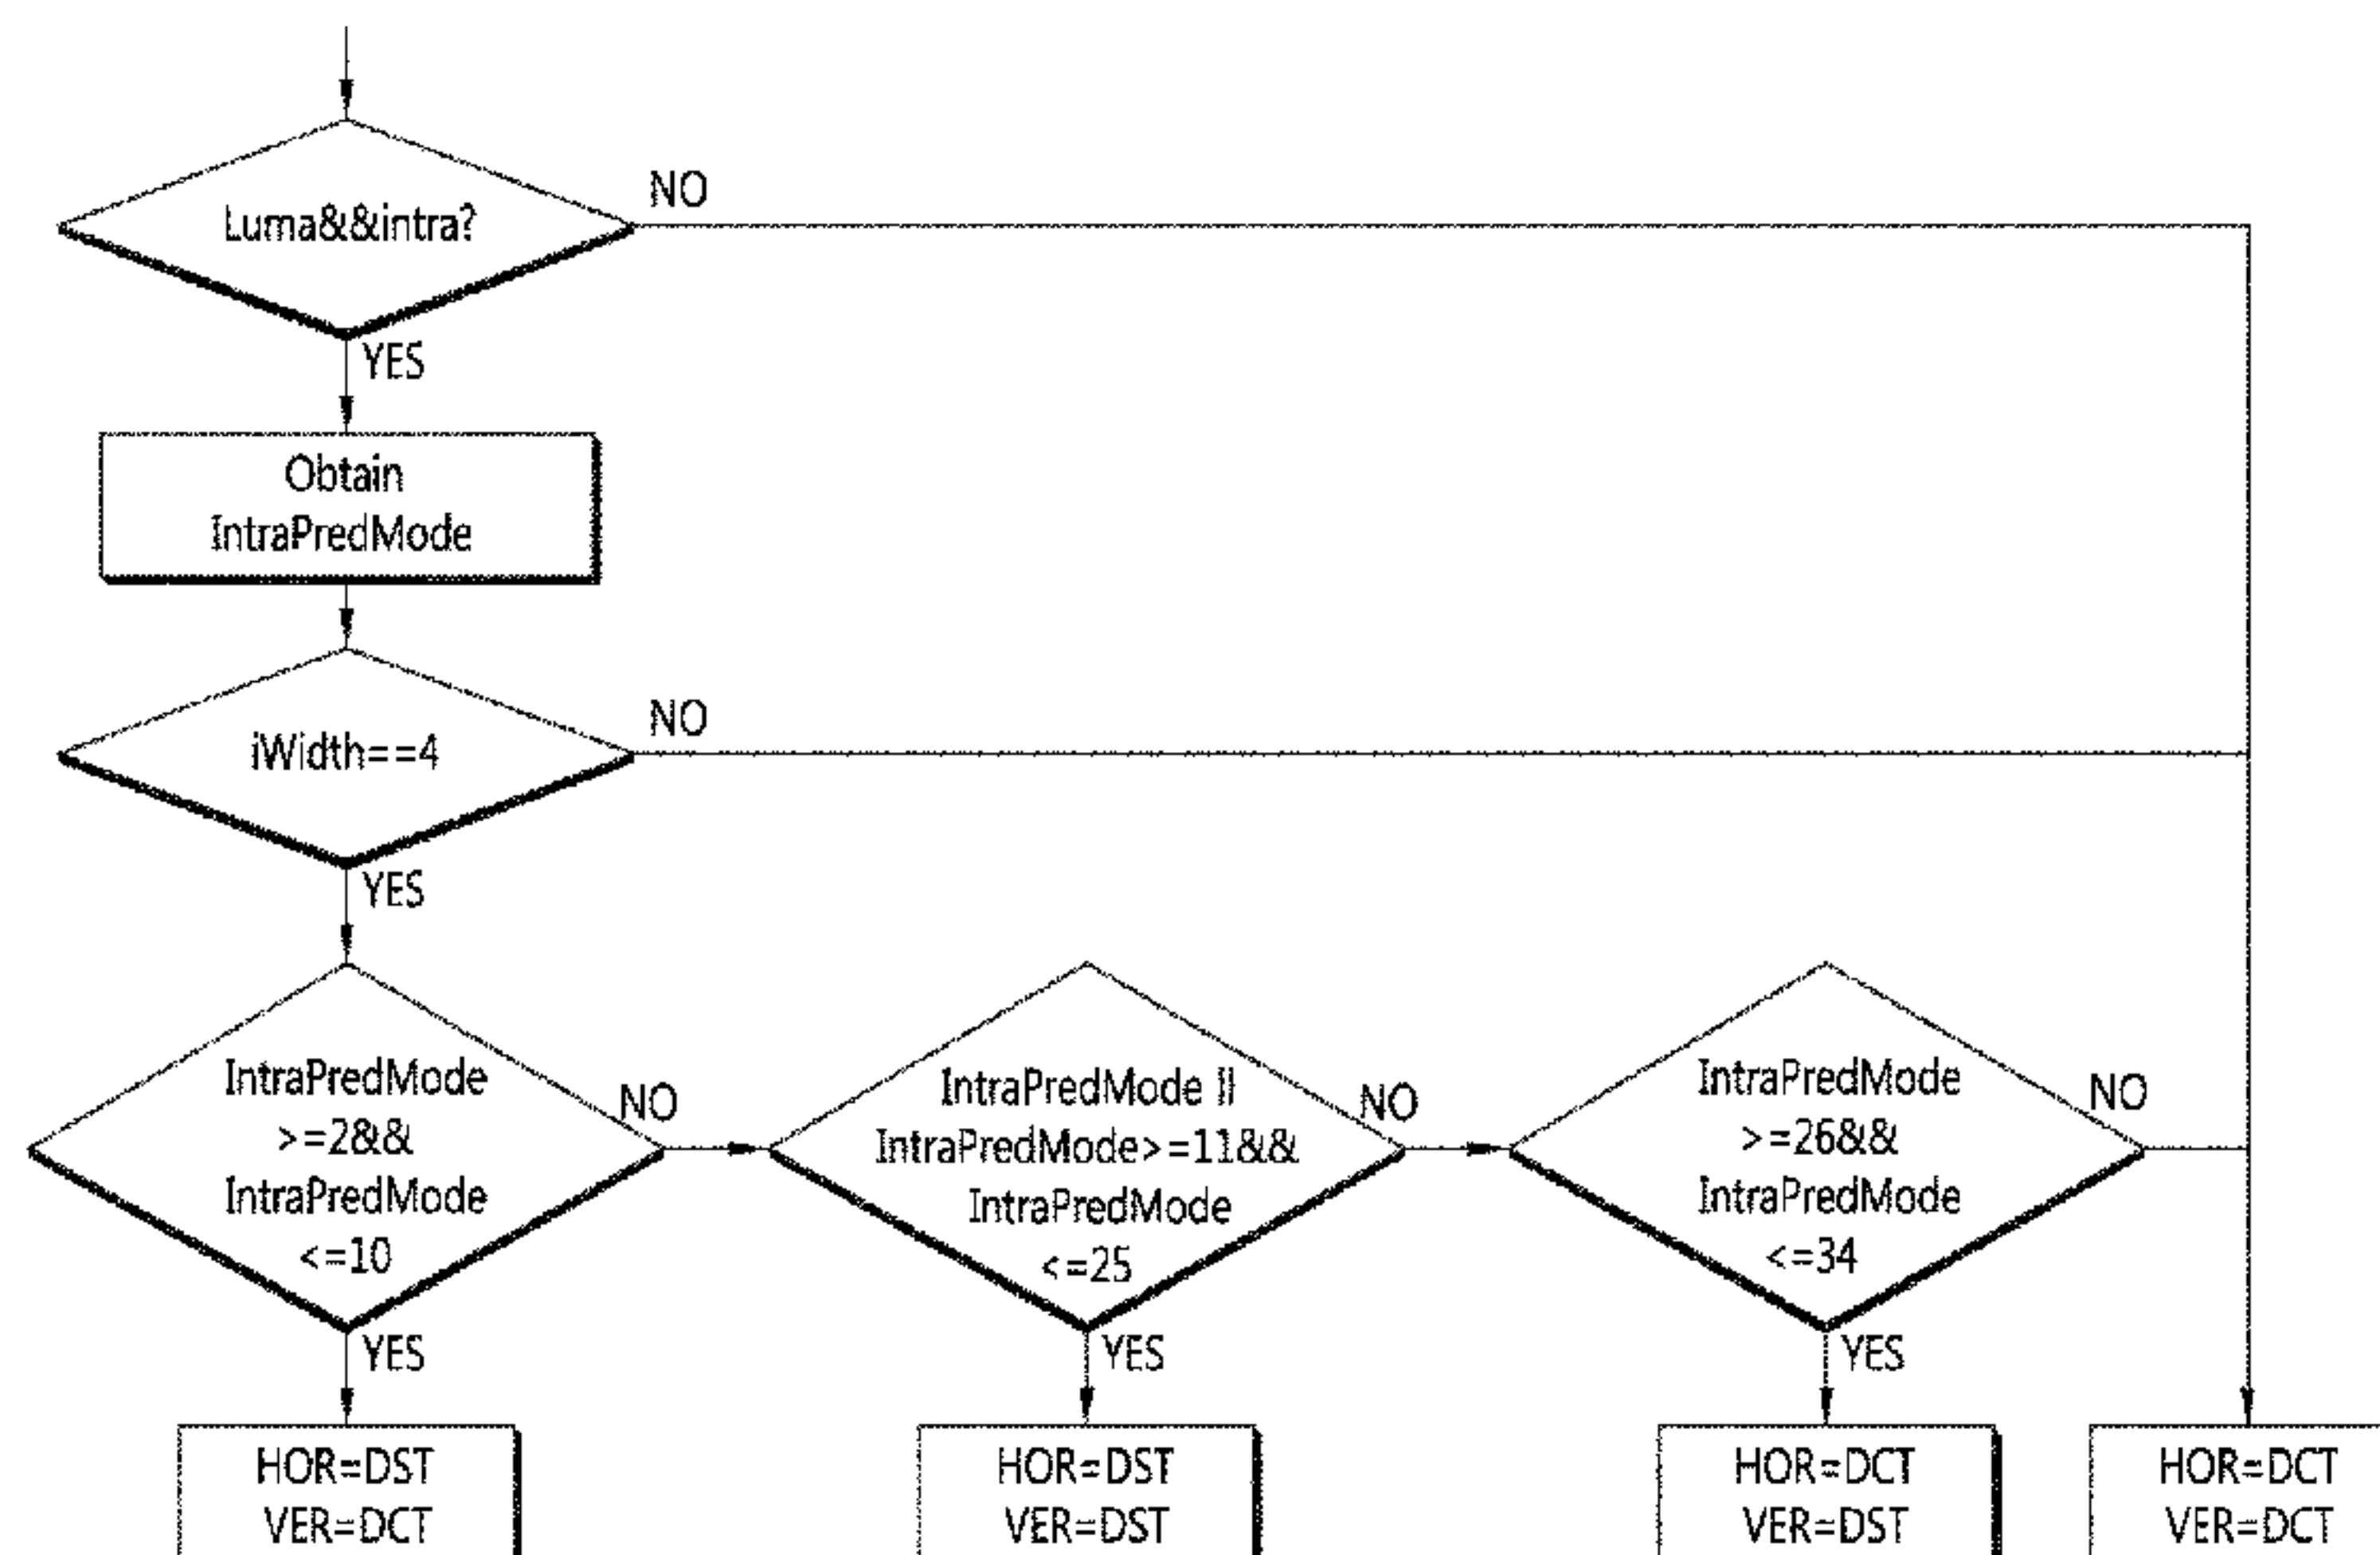 Luma&&intra?
NO
YES
Obtain
IntraPredMode
iWidth==4
NO
YES
IntraPredMode
>=2&&
IntraPredMode
<=10
NO
YES
IntraPredMode ||
IntraPredMode>=11&&
IntraPredMode
<=25
NO
YES
IntraPredMode
>=26&&
IntraPredMode
<=34
NO
YES
HOR=DST
VER=DCT
HOR=DST
VER=DST
HOR=DCT
VER=DST
HOR=DCT
VER=DCT